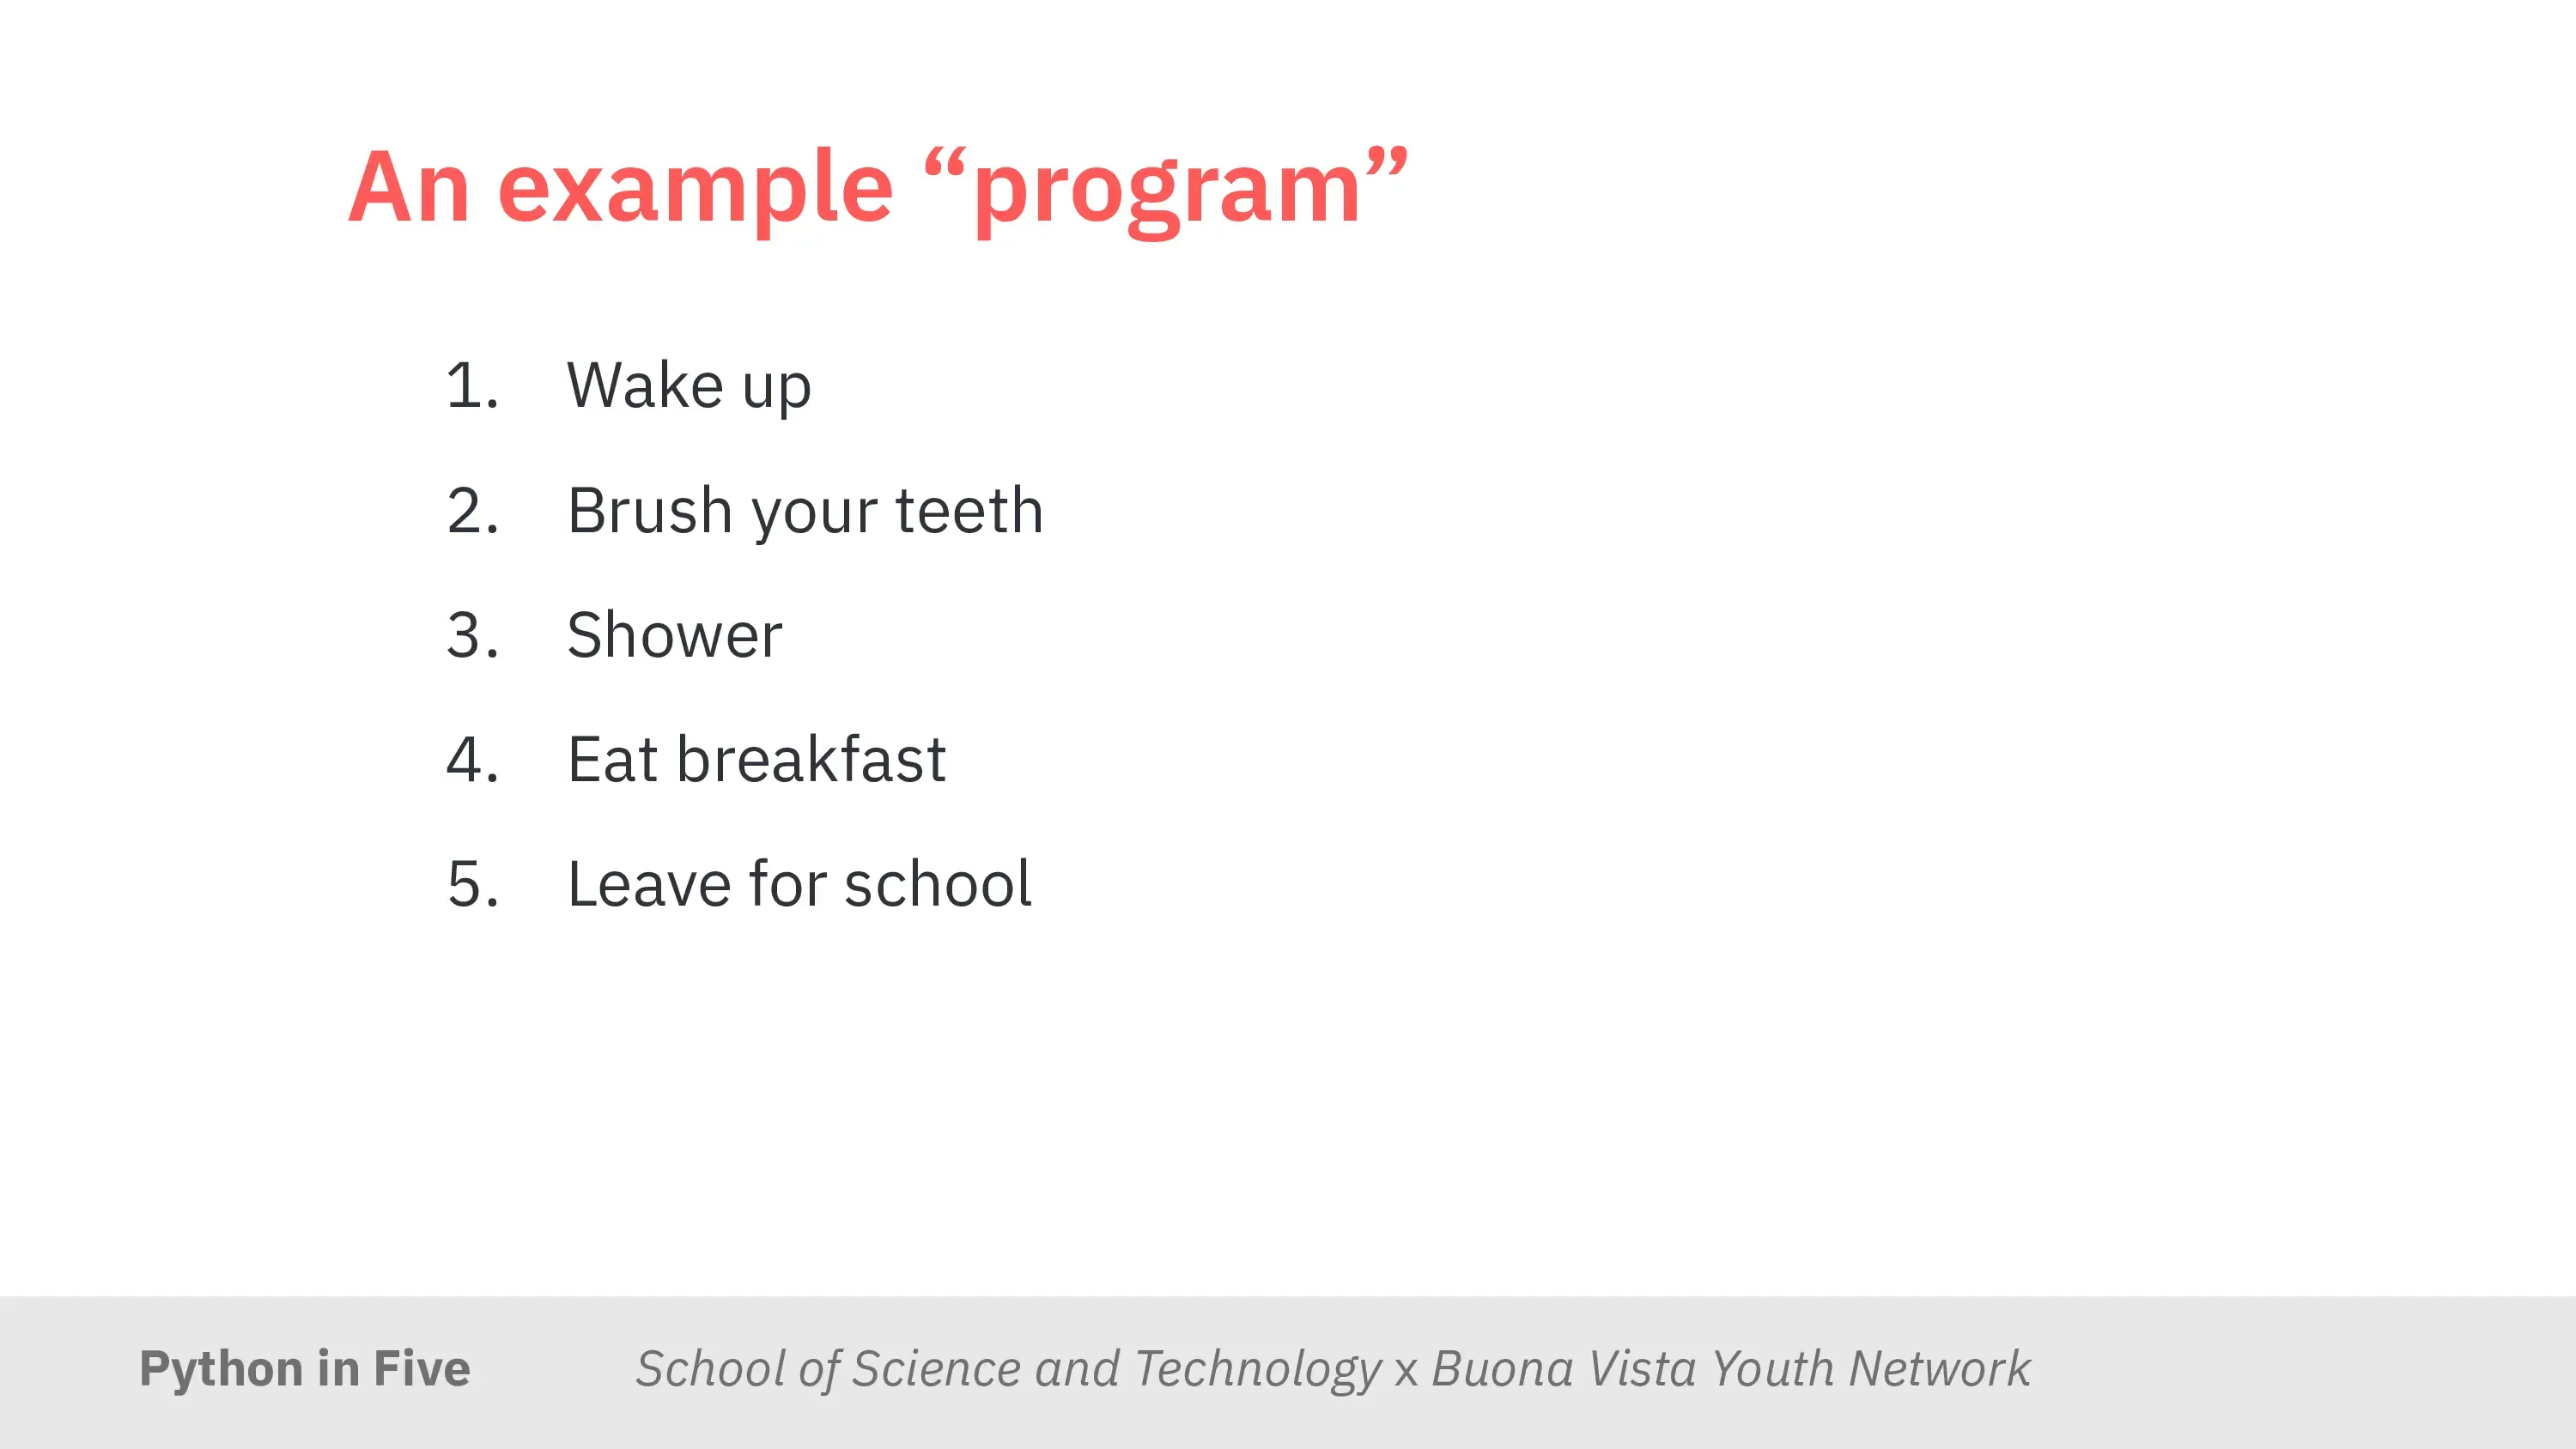 An example “program”
1. Wake up
2. Brush your teeth
3. Shower
4. Eat breakfast
5. Leave for school
Python in Five School of Science and Technology x Buona Vista Youth Network